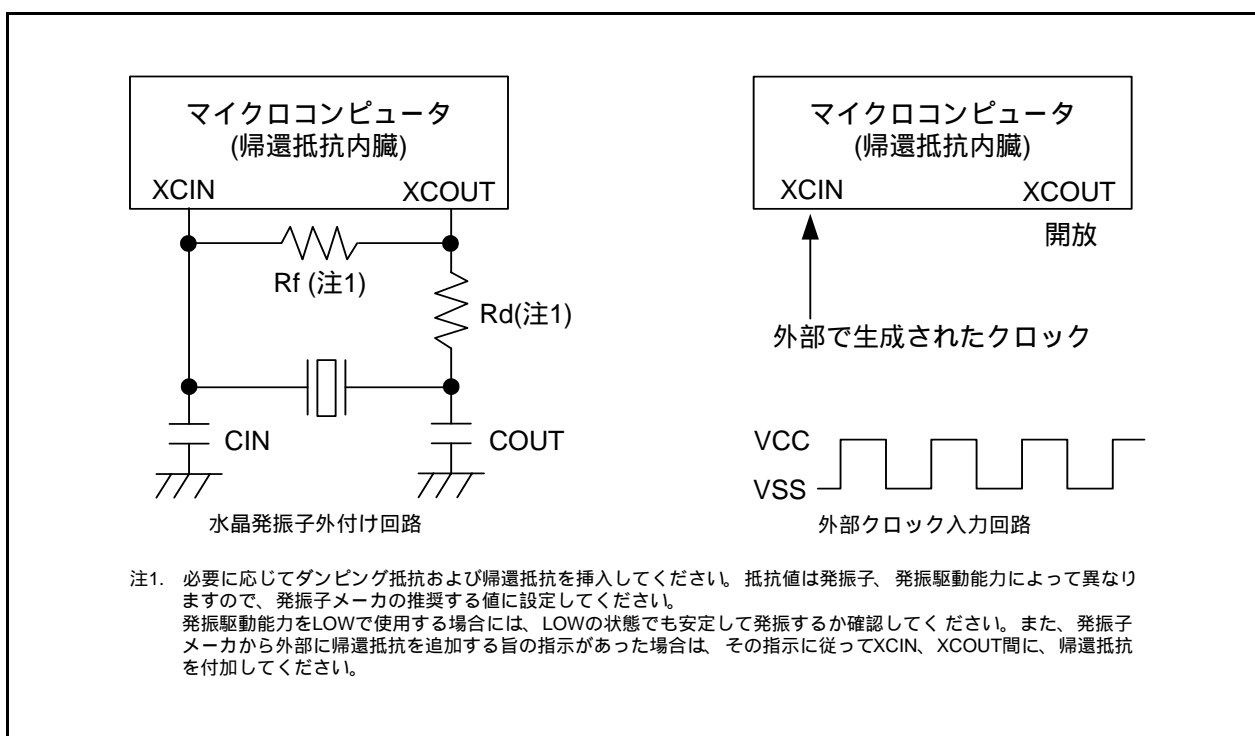 マイクロコンピュータ
(帰還抵抗内臓)
XCIN
XCOUT
Rf (注1)
Rd(注1)
CIN
COUT
水晶発振子外付け回路
マイクロコンピュータ
(帰還抵抗内臓)
XCIN
XCOUT
開放
外部で生成されたクロック
VCC
VSS
外部クロック入力回路
注1. 必要に応じてダンピング抵抗および帰還抵抗を挿入してください。抵抗値は発振子、発振駆動能力によって異なり
ますので、発振子メーカの推奨する値に設定してください。
発振駆動能力をLOWで使用する場合には、LOWの状態でも安定して発振するか確認してください。また、発振子
メーカから外部に帰還抵抗を追加する旨の指示があった場合は、その指示に従ってXCIN、XCOUT間に、帰還抵抗
を付加してください。